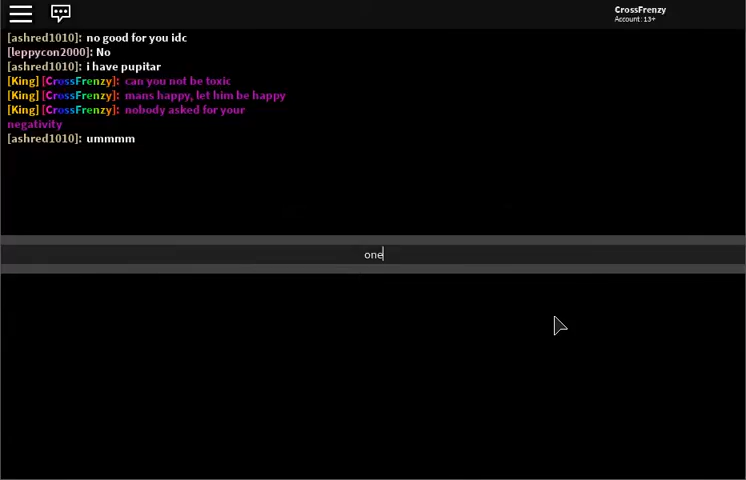 CrossFrenzy
Account: 13+
[ashred1010]: no good for you idc
[leppycon2000]: No
[ashred1010]: i have pupitar
[King] [CrossFrenzy]: can you not be toxic
[King] [CrossFrenzy]: mans happy, let him be happy
[King] [CrossFrenzy]: nobody asked for your
negativity
[ashred1010]: ummmm
one